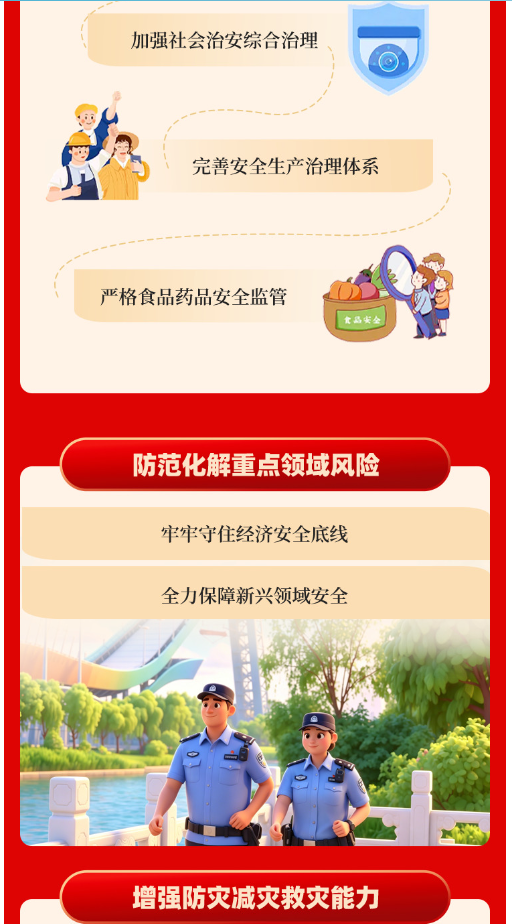 加强社会治安综合治理
完善安全生产治理体系
严格食品药品安全监管
食品安全
防范化解重点领域风险
牢牢守住经济安全底线
全力保障新兴领域安全
增强防灾减灾救灾能力